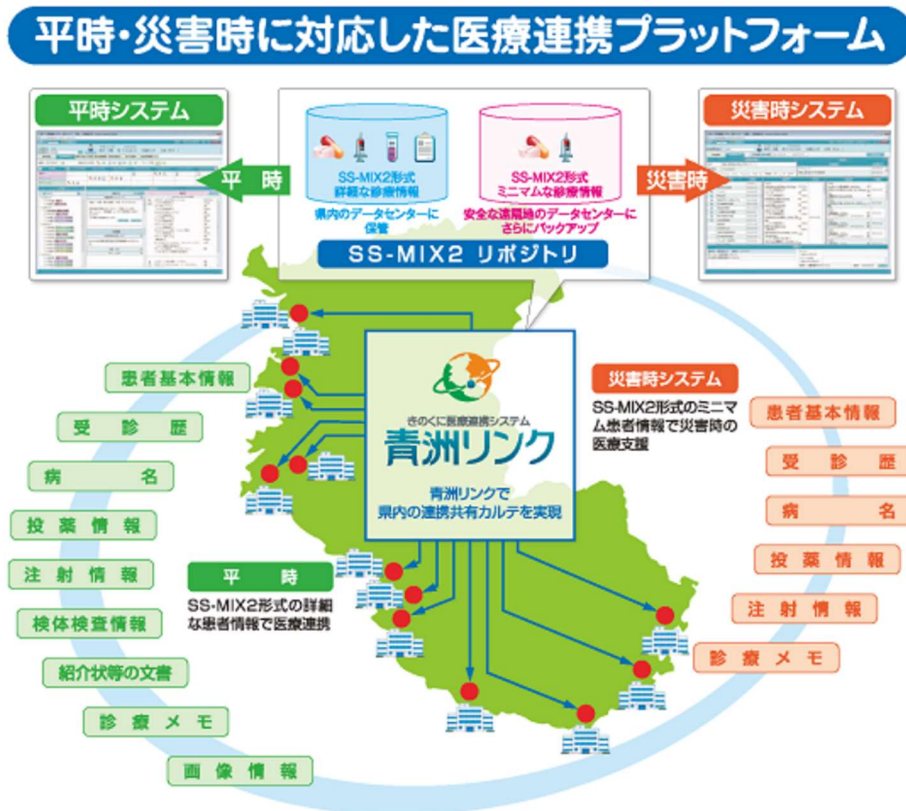 平時・災害時に対応した医療連携プラットフォーム
平時システム
平時
SS-MIX2形式
詳細な診療情報
県内のデータセンターに
保管
SS-MIX2形式
ミニマムな診療情報
安全な遠隔地のデータセンターに
さらにバックアップ
SS-MIX2 リポジトリ
災害時
災害時システム
きのくに医療連携システム
青洲リンク
青洲リンクで
県内の連携共有カルテを実現
災害時システム
SS-MIX2形式のミニマ
ム患者情報で災害時の
医療支援
平時
SS-MIX2形式の詳細
な患者情報で医療連携
患者基本情報
受診歴
病名
投薬情報
注射情報
検体検査情報
紹介状等の文書
診療メモ
画像情報
患者基本情報
受診歴
病名
投薬情報
注射情報
診療メモ